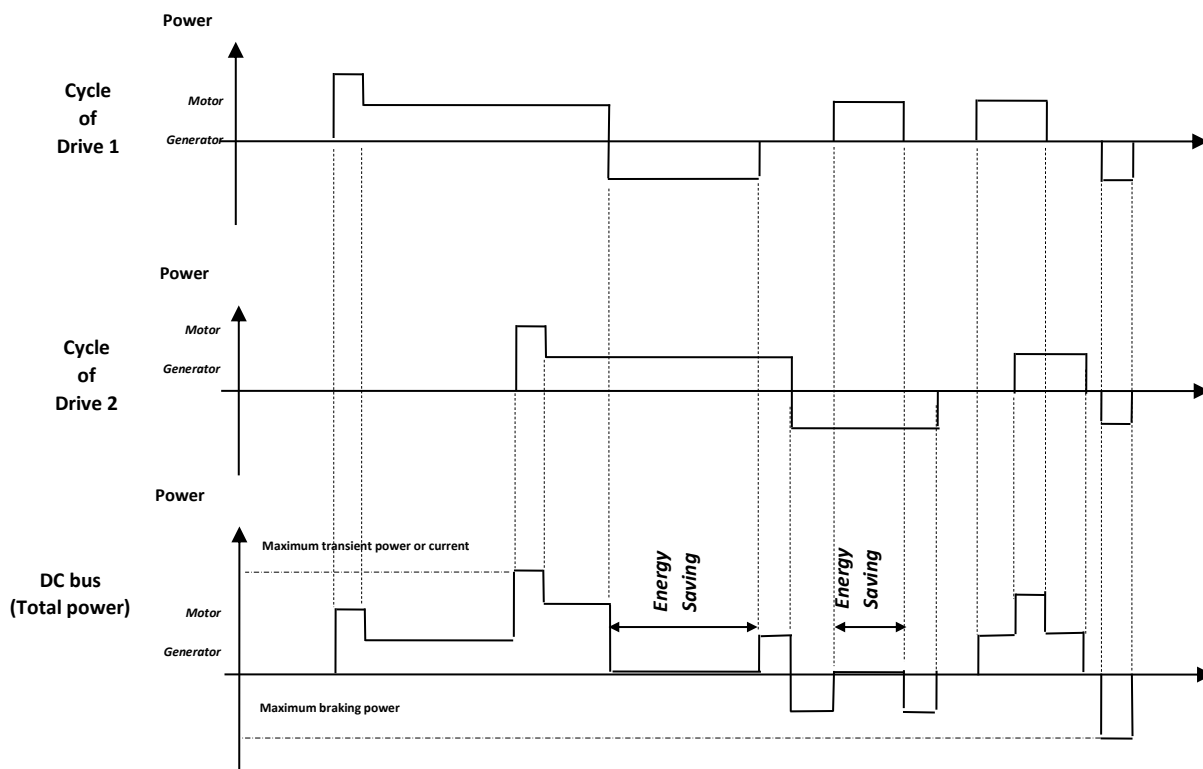 Power
Cycle
of
Drive 1
Motor
Generator
Power
Cycle
of
Drive 2
Motor
Generator
Power
Maximum transient power or current
DC bus
(Total power)
Motor
Generator
Energy
Saving
Energy
Saving
Maximum braking power